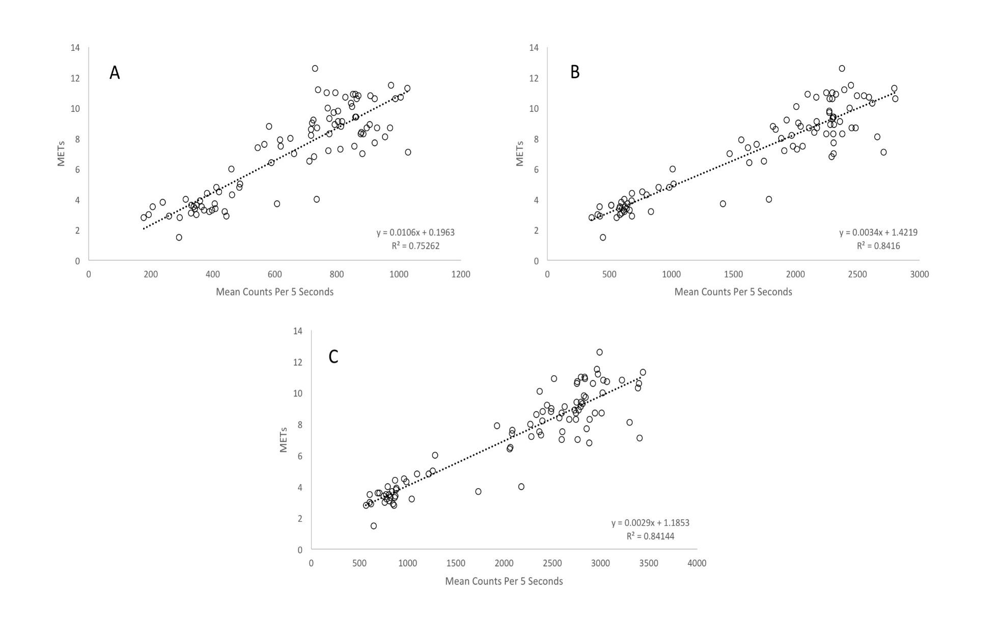 A
14
12
10
8
6
4
2
0
METs
y = 0.0106x + 0.1963
R² = 0.75262
0 200 400 600 800 1000 1200
Mean Counts Per 5 Seconds
B
14
12
10
8
6
4
2
0
METs
y = 0.0034x + 1.4219
R² = 0.8416
0 500 1000 1500 2000 2500 3000
Mean Counts Per 5 Seconds
C
14
12
10
8
6
4
2
0
METs
y = 0.0029x + 1.1853
R² = 0.84144
0 500 1000 1500 2000 2500 3000 3500 4000
Mean Counts Per 5 Seconds